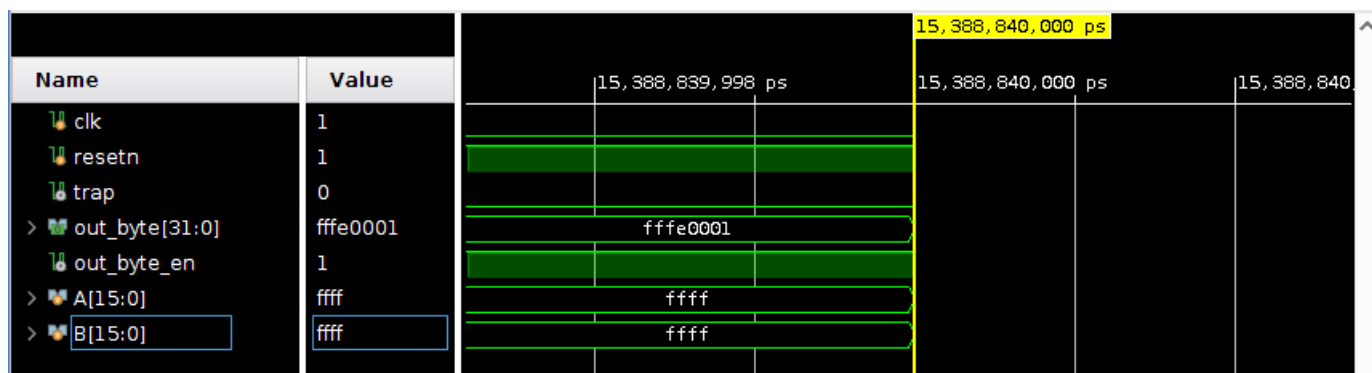 15,388,840,000 ps
Name Value |15,388,839,998 ps |15,388,840,000 ps |15,388,840.
clk 1
resetn 1
trap 0
out_byte[31:0] fffe0001 fffe0001
out_byte_en 1
A[15:0] ffff ffff
B[15:0] ffff ffff